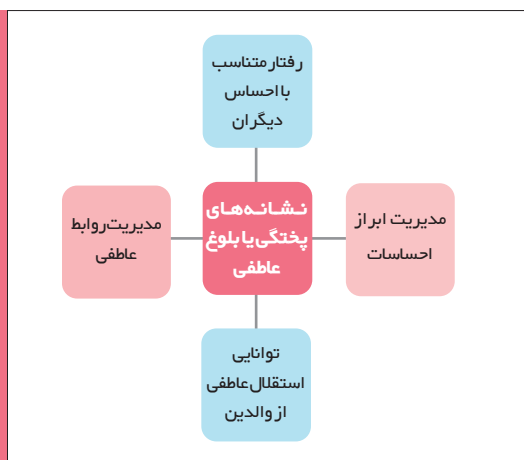 رفتار متناسب
با احساس
دیگران
مدیریت ابراز
احساسات
نشانه‌های
پختگی یا بلوغ
عاطفی
مدیریت روابط
عاطفی
توانایی
استقلال عاطفی
از والدین